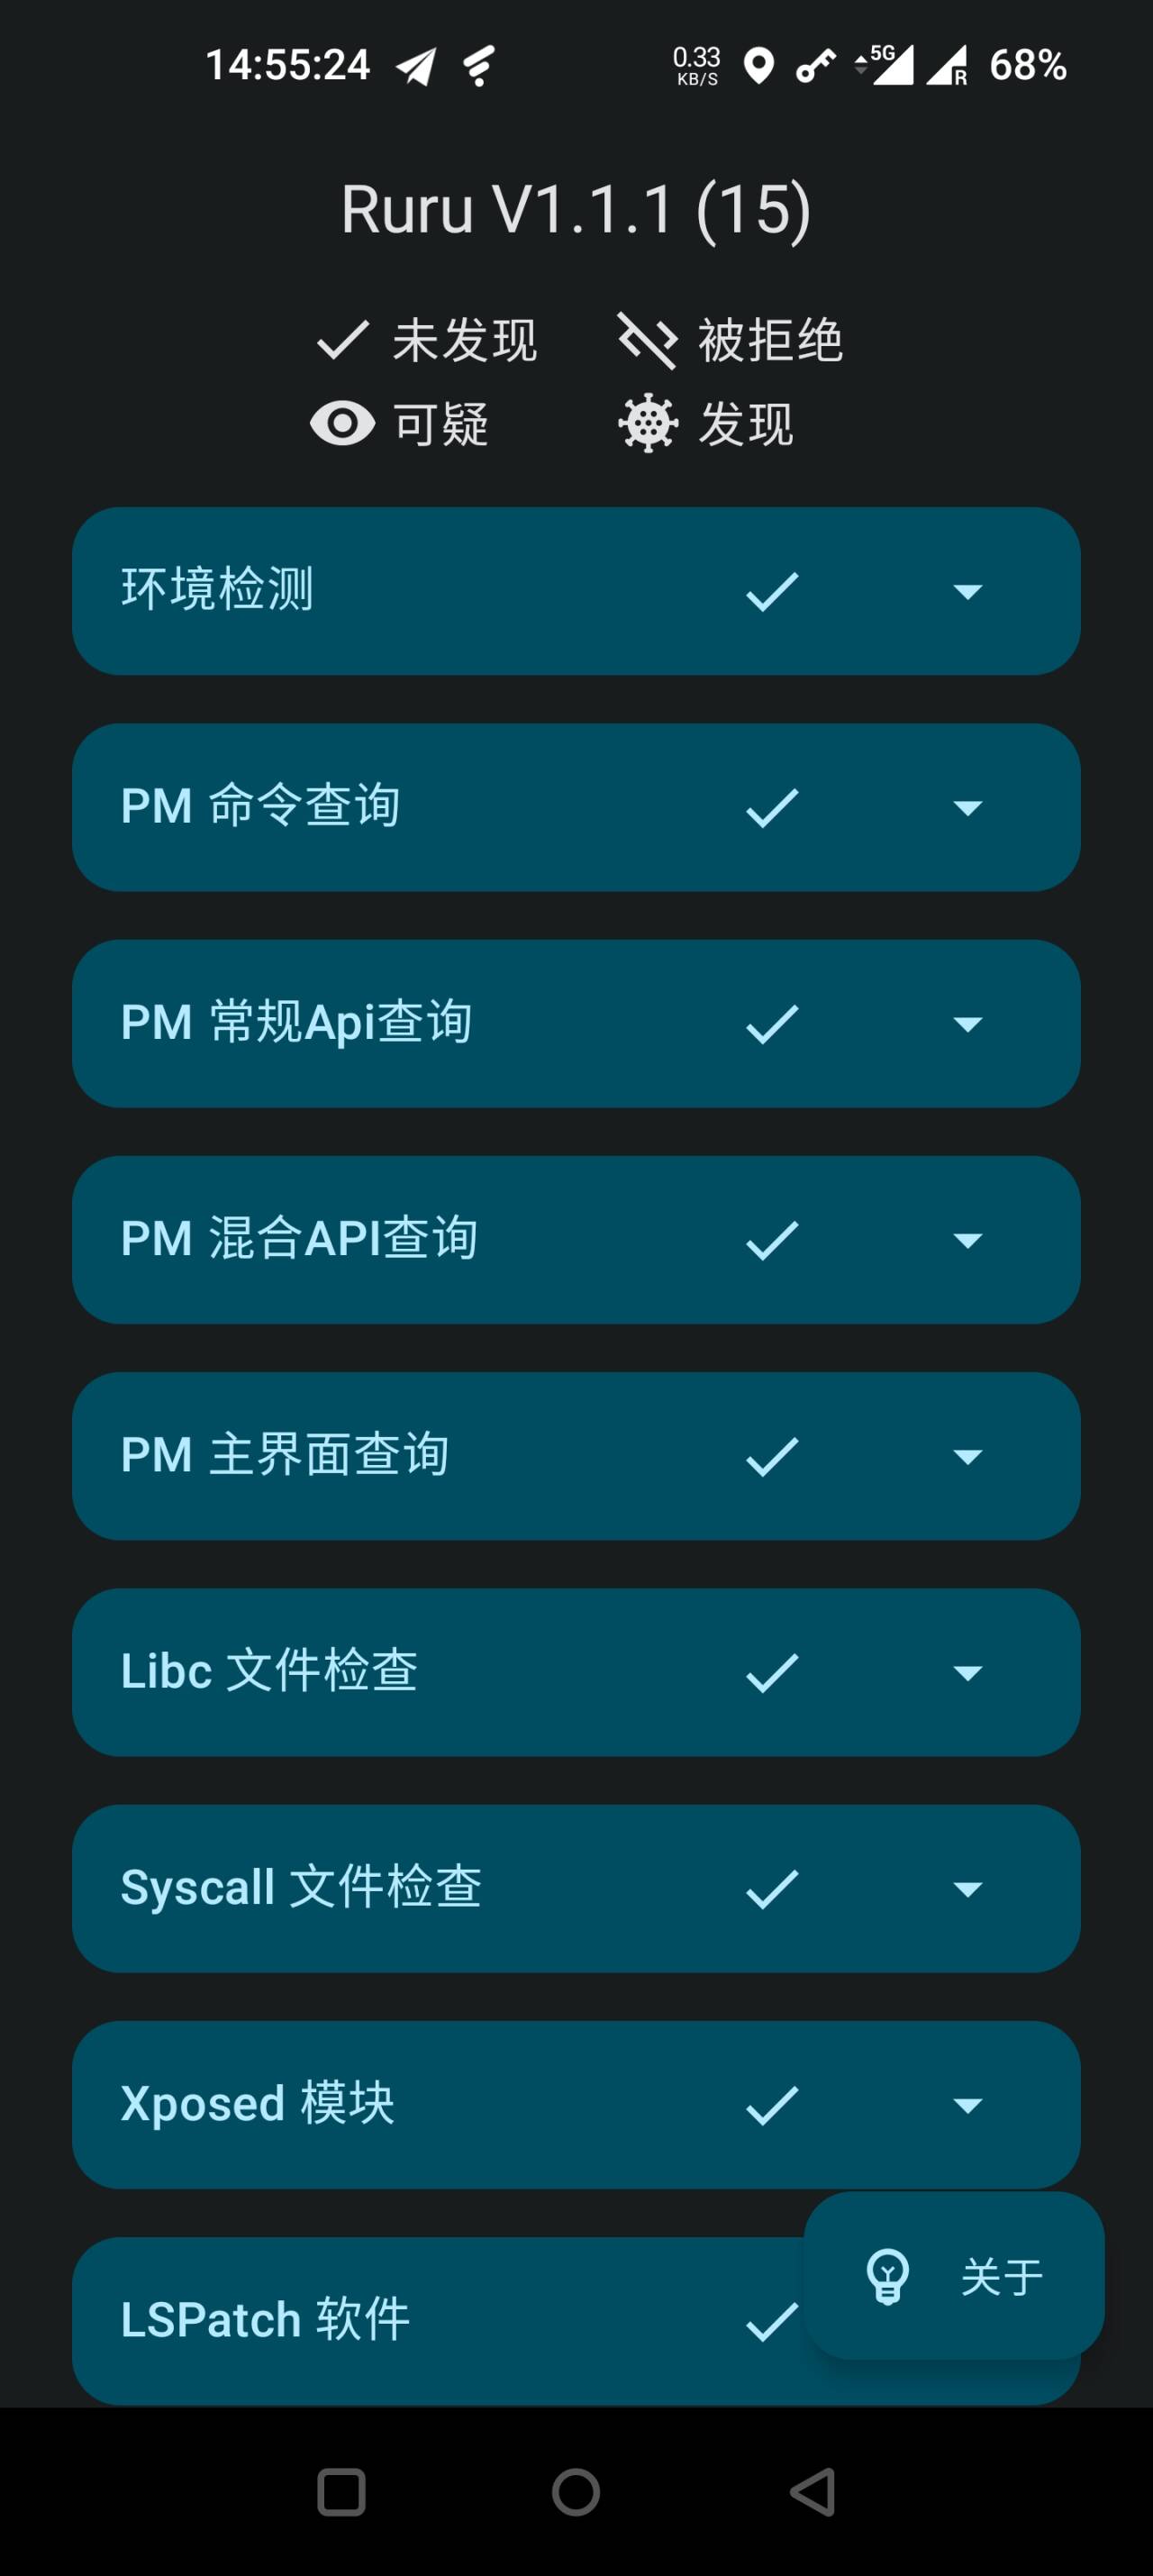 14:55:24 0.33 KB/S 5G R 68%
Ruru V1.1.1 (15)
未发现 被拒绝
可疑 发现
环境检测
PM 命令查询
PM 常规Api查询
PM 混合API查询
PM 主界面查询
Libc 文件检查
Syscall 文件检查
Xposed 模块
关于
LSPatch 软件